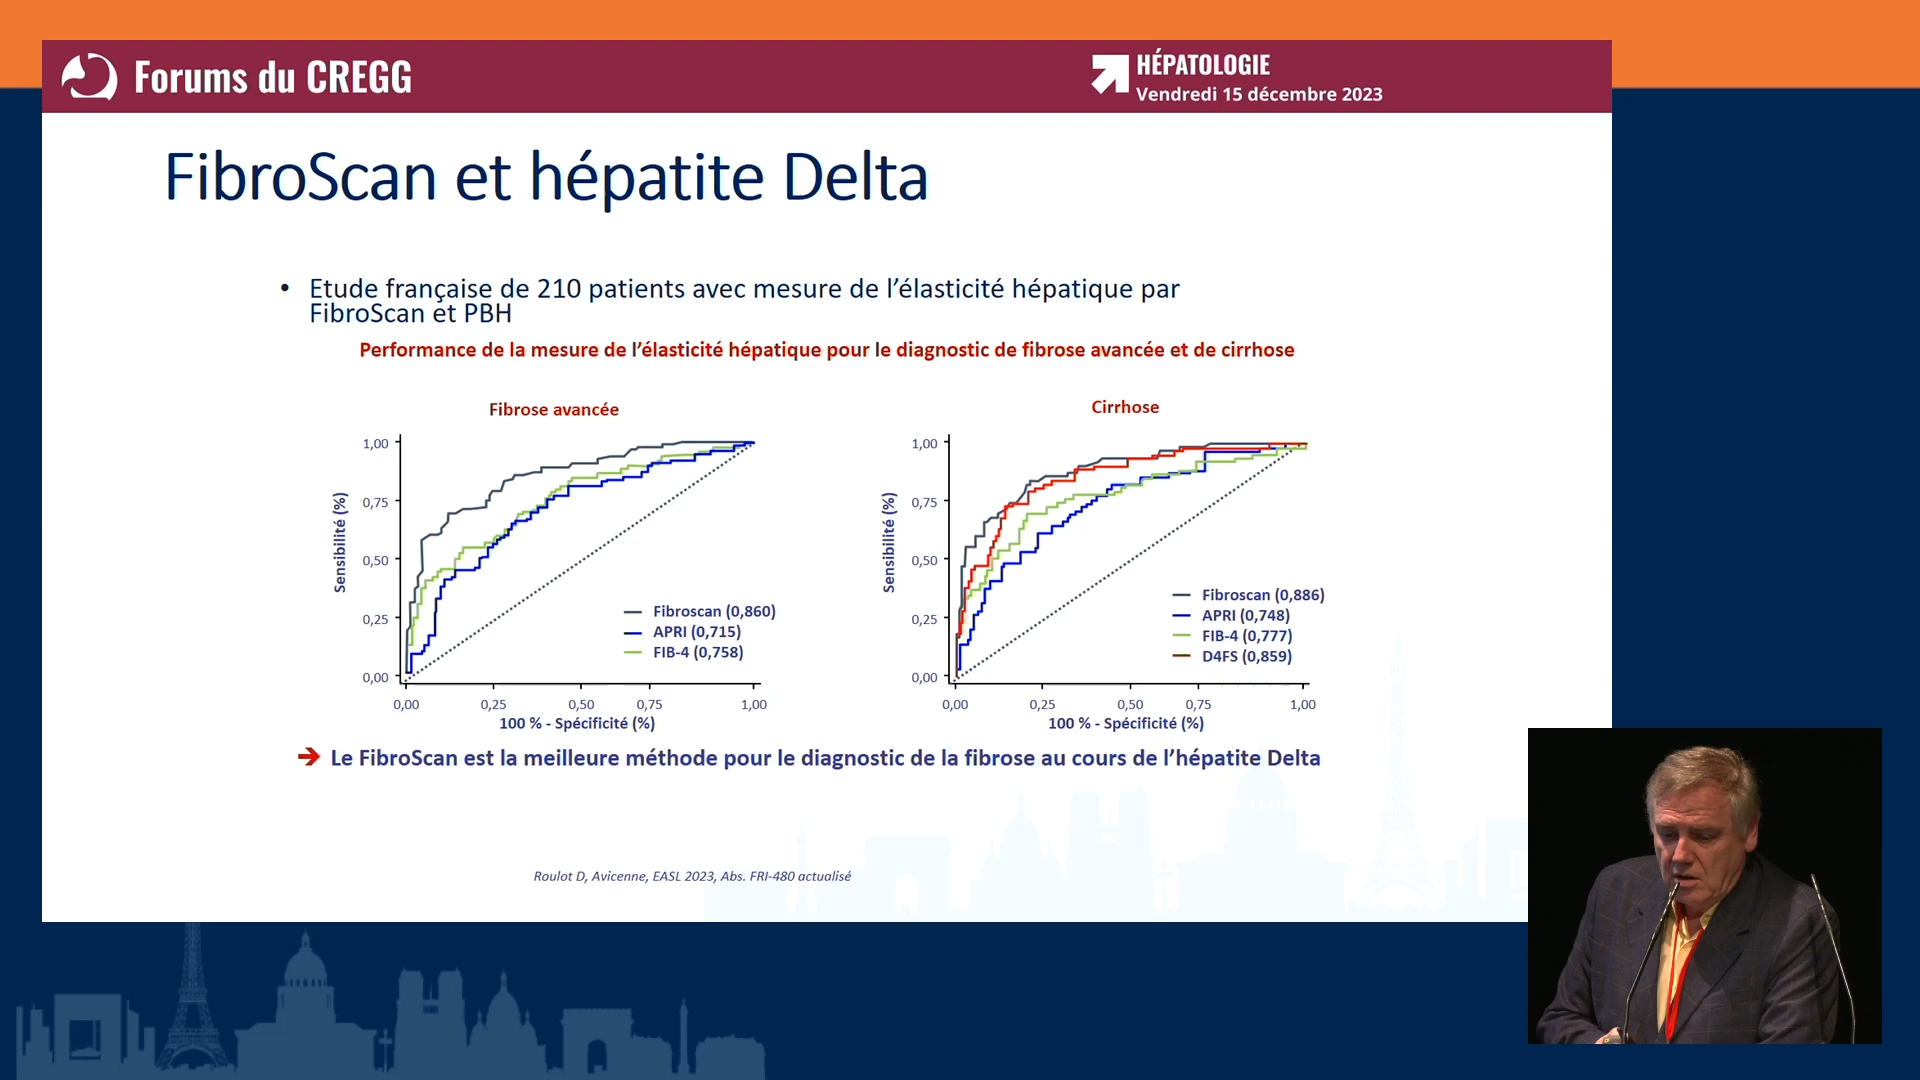 Forums du CREGG
HÉPATOLOGIE
Vendredi 15 décembre 2023
FibroScan et hépatite Delta
• Etude française de 210 patients avec mesure de l’élasticité hépatique par
FibroScan et PBH
Performance de la mesure de l’élasticité hépatique pour le diagnostic de fibrose avancée et de cirrhose
Fibrose avancée
Sensibilité (%)
1,00
0,75
0,50
0,25
0,00
Fibroscan (0,860)
APRI (0,715)
FIB-4 (0,758)
0,00 0,25 0,50 0,75 1,00
100 % - Spécificité (%)
Cirrhose
Sensibilité (%)
1,00
0,75
0,50
0,25
0,00
Fibroscan (0,886)
APRI (0,748)
FIB-4 (0,777)
D4FS (0,859)
0,00 0,25 0,50 0,75 1,00
100 % - Spécificité (%)
➔ Le FibroScan est la meilleure méthode pour le diagnostic de la fibrose au cours de l’hépatite Delta
Roulot D, Avicenne, EASL 2023, Abs. FRI-480 actualisé